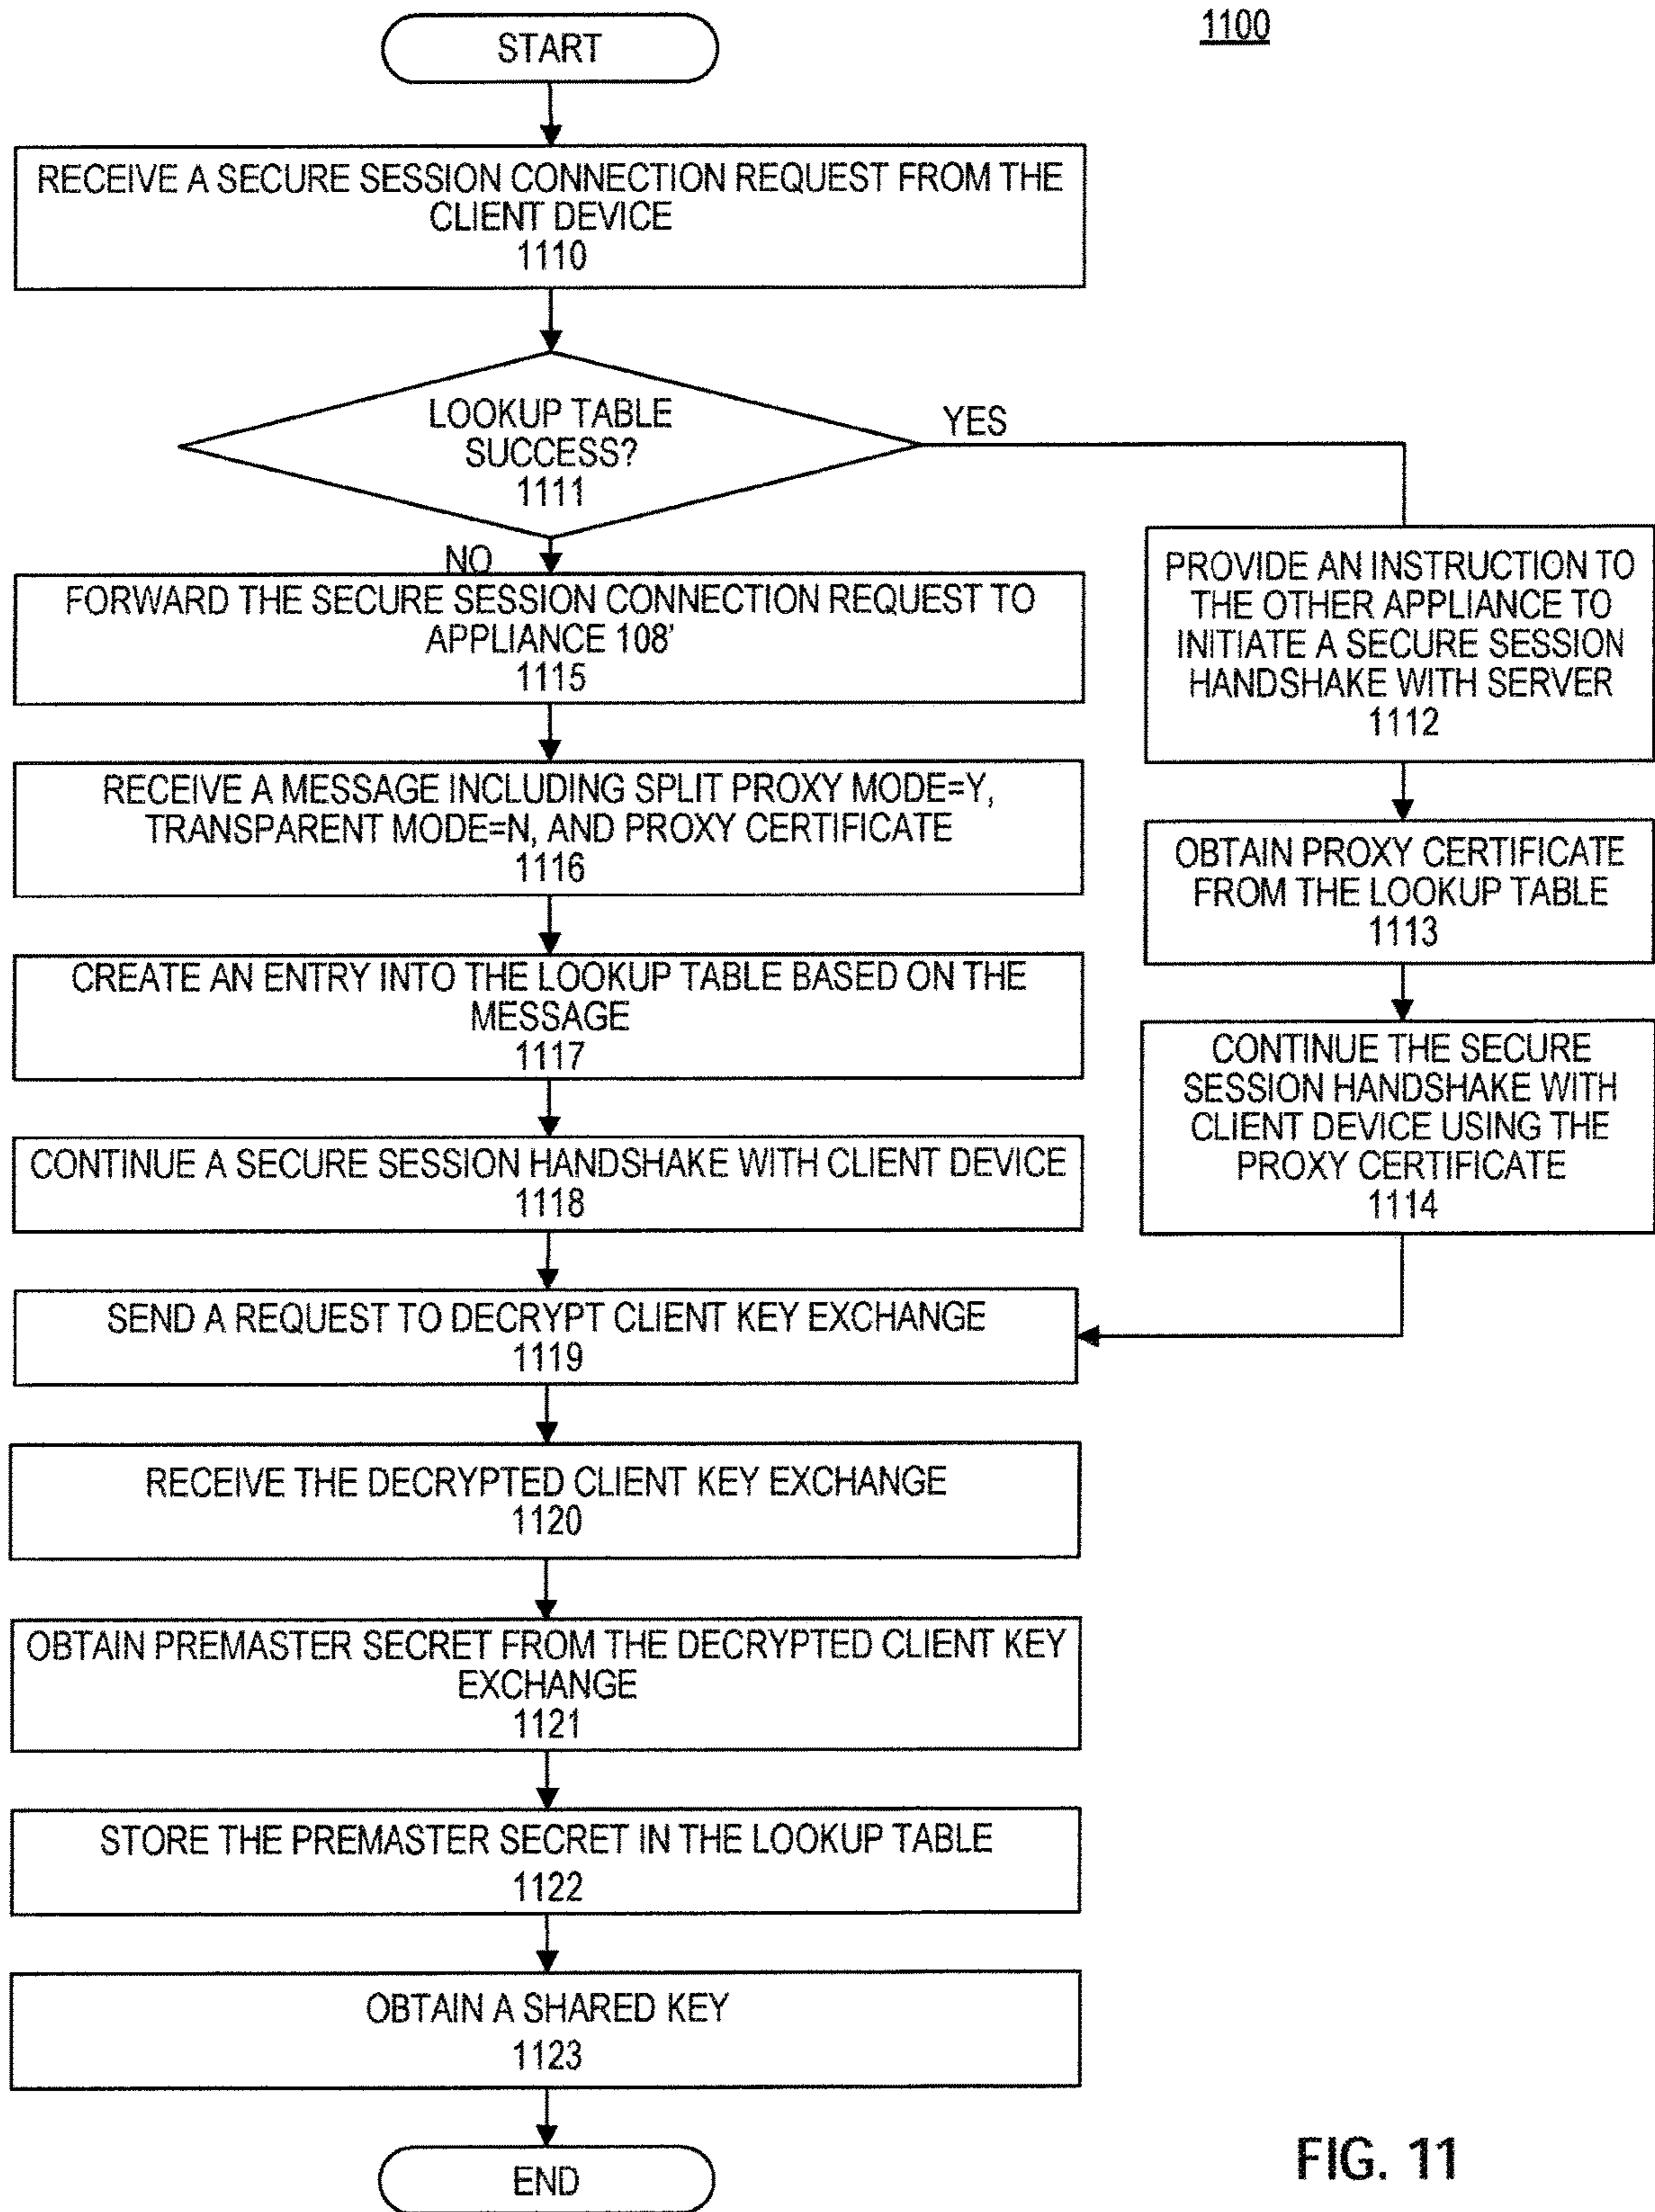 1100
START
RECEIVE A SECURE SESSION CONNECTION REQUEST FROM THE
CLIENT DEVICE
1110
LOOKUP TABLE
SUCCESS?
1111
YES
NO
PROVIDE AN INSTRUCTION TO
THE OTHER APPLIANCE TO
INITIATE A SECURE SESSION
HANDSHAKE WITH SERVER
1112
OBTAIN PROXY CERTIFICATE
FROM THE LOOKUP TABLE
1113
CONTINUE THE SECURE
SESSION HANDSHAKE WITH
CLIENT DEVICE USING THE
PROXY CERTIFICATE
1114
FORWARD THE SECURE SESSION CONNECTION REQUEST TO
APPLIANCE 108'
1115
RECEIVE A MESSAGE INCLUDING SPLIT PROXY MODE=Y,
TRANSPARENT MODE=N, AND PROXY CERTIFICATE
1116
CREATE AN ENTRY INTO THE LOOKUP TABLE BASED ON THE
MESSAGE
1117
CONTINUE A SECURE SESSION HANDSHAKE WITH CLIENT DEVICE
1118
SEND A REQUEST TO DECRYPT CLIENT KEY EXCHANGE
1119
RECEIVE THE DECRYPTED CLIENT KEY EXCHANGE
1120
OBTAIN PREMASTER SECRET FROM THE DECRYPTED CLIENT KEY
EXCHANGE
1121
STORE THE PREMASTER SECRET IN THE LOOKUP TABLE
1122
OBTAIN A SHARED KEY
1123
END
FIG. 11